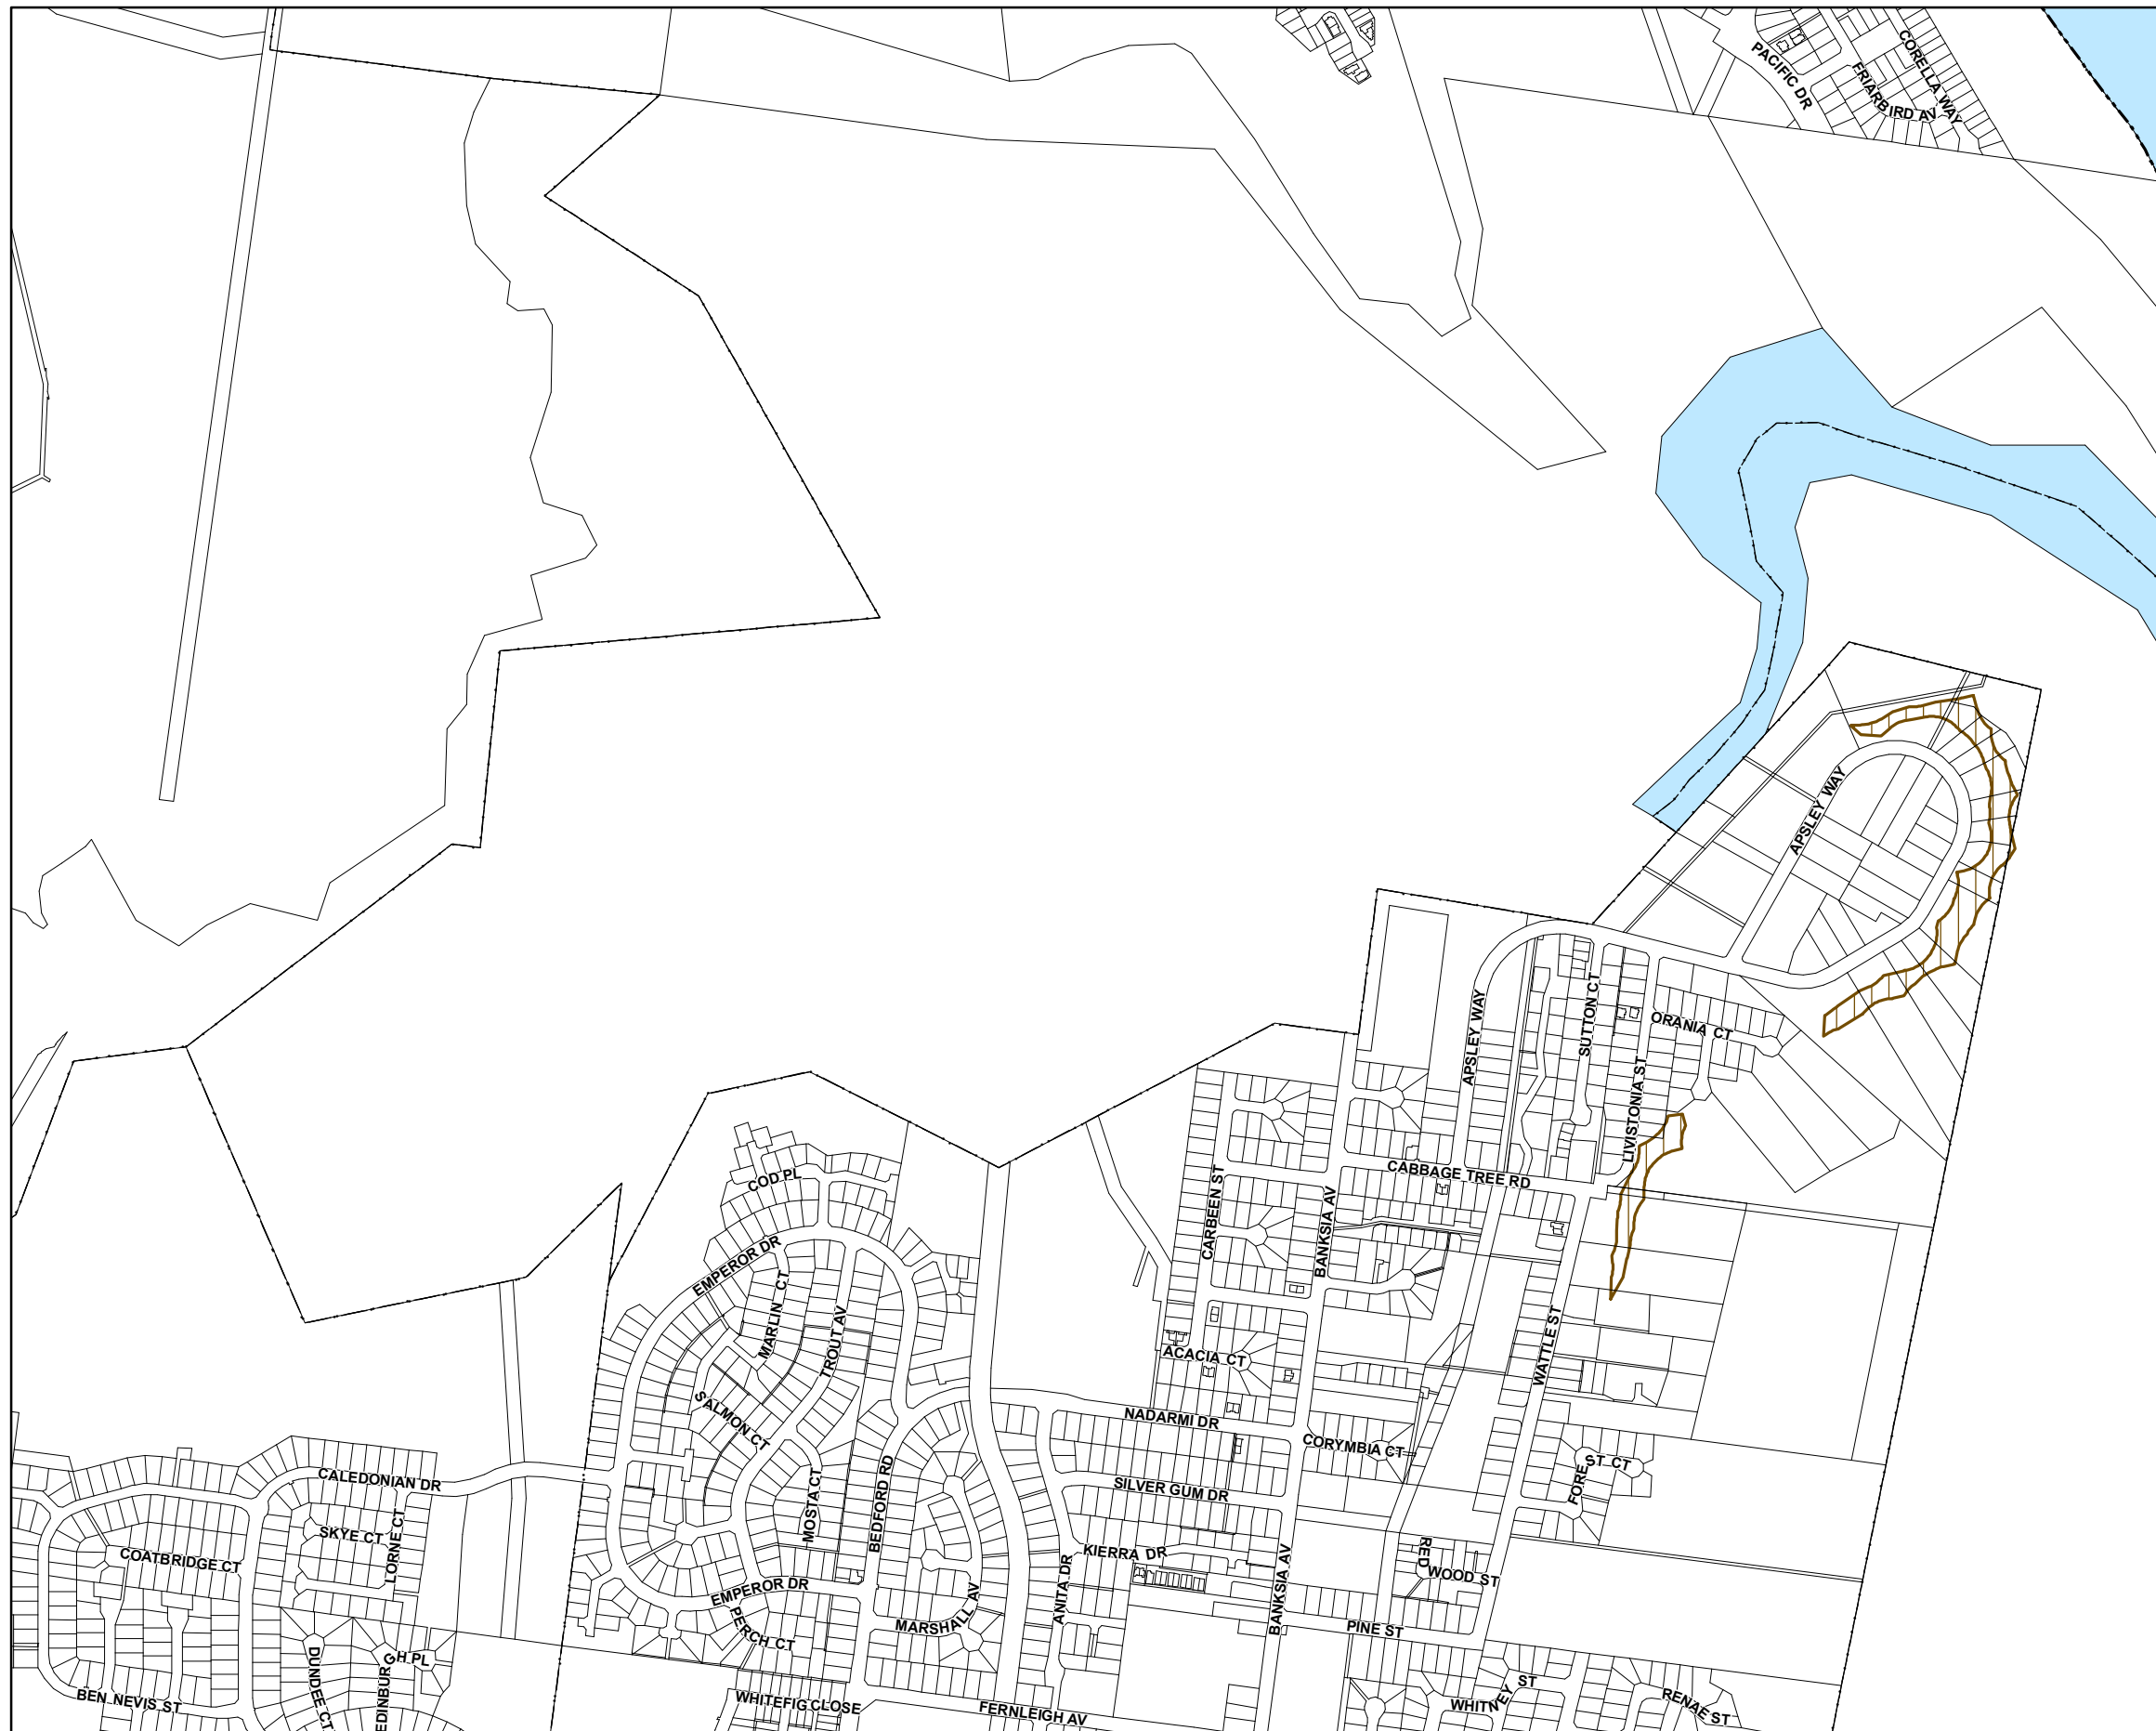 CORELLA WAY
PACIFIC DR
FRIARBIRD AV
APSLEY WAY
SUTTON CT
APSLEY WAY
ORANIA CT
LIVISTONIA ST
CABBAGE TREE RD
CARBEEN ST
BANKSIA AV
COD PL
EMPEROR DR
MARLIN CT
TROUT AV
WATTLE ST
ACACIA CT
SALMON CT
NADARMI DR
CORYMBIA CT
CALEDONIAN DR
MOSTA CT
BEDFORD RD
SILVER GUM DR
FOREST CT
SKYE CT
LORNE CT
COATBRIDGE CT
KIERRA DR
RED WOOD ST
EMPEROR DR
ANITA DR
BANKSIA AV
PERCH CT
MARSHALL AV
PINE ST
DUNDEE CT
EDINBURGH PL
BEN NEVIS ST
WHITEFIG CLOSE
FERNLEIGH AV
WHITNEY ST
RENAE ST